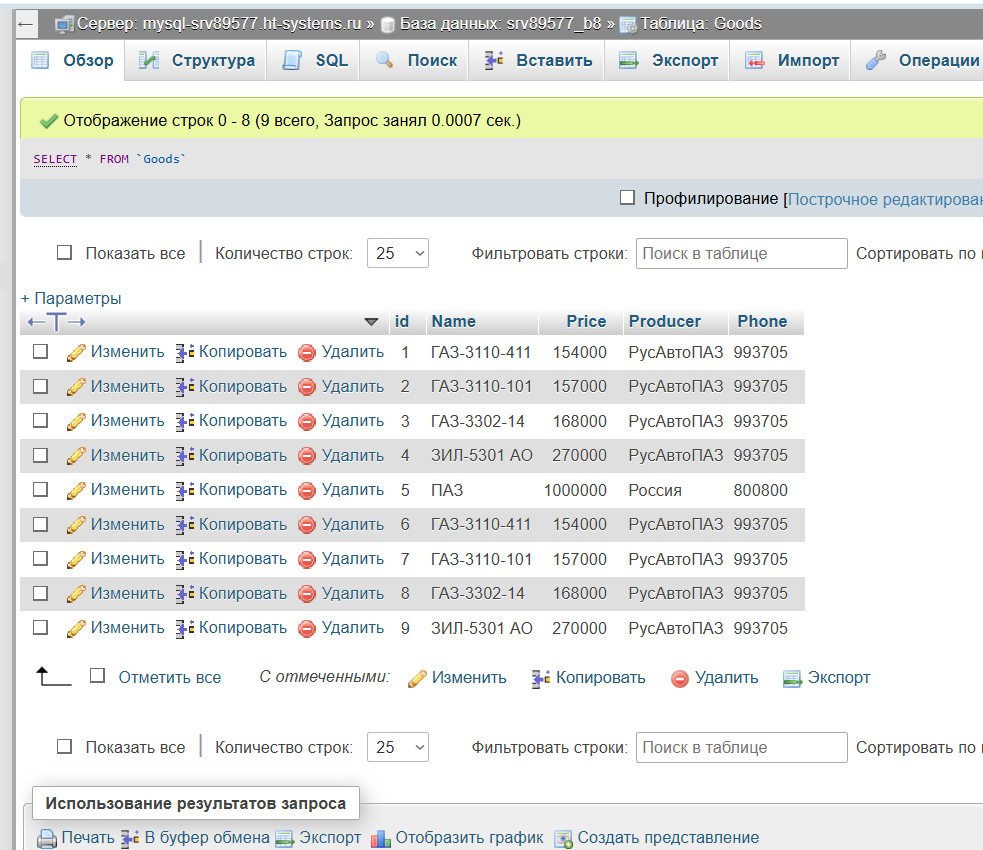 Сервер: mysql-srv89577.ht-systems.ru » База данных: srv89577_b8 » Таблица: Goods
Обзор Структура SQL Поиск Вставить Экспорт Импорт Операции
Отображение строк 0 - 8 (9 всего, Запрос занял 0.0007 сек.)
SELECT * FROM `Goods`
Профилирование [Построчное редактирован
Показать все Количество строк: 25 Фильтровать строки: Поиск в таблице Сортировать по
+ Параметры
←T→ id Name Price Producer Phone
Изменить Копировать Удалить 1 ГАЗ-3110-411 154000 РусАвтоПАЗ 993705
Изменить Копировать Удалить 2 ГАЗ-3110-101 157000 РусАвтоПАЗ 993705
Изменить Копировать Удалить 3 ГАЗ-3302-14 168000 РусАвтоПАЗ 993705
Изменить Копировать Удалить 4 ЗИЛ-5301 АО 270000 РусАвтоПАЗ 993705
Изменить Копировать Удалить 5 ПАЗ 1000000 Россия 800800
Изменить Копировать Удалить 6 ГАЗ-3110-411 154000 РусАвтоПАЗ 993705
Изменить Копировать Удалить 7 ГАЗ-3110-101 157000 РусАвтоПАЗ 993705
Изменить Копировать Удалить 8 ГАЗ-3302-14 168000 РусАвтоПАЗ 993705
Изменить Копировать Удалить 9 ЗИЛ-5301 АО 270000 РусАвтоПАЗ 993705
Отметить все С отмеченными: Изменить Копировать Удалить Экспорт
Показать все Количество строк: 25 Фильтровать строки: Поиск в таблице Сортировать по
Использование результатов запроса
Печать В буфер обмена Экспорт Отобразить график Создать представление